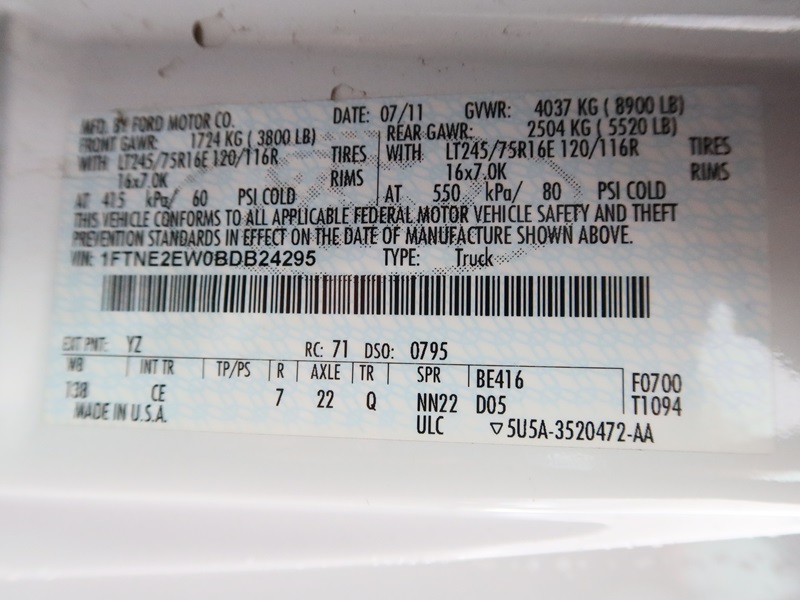 MFD. BY FORD MOTOR CO. DATE: 07/11 GVWR: 4037 KG ( 8900 LB)
FRONT GAWR: 1724 KG ( 3800 LB) REAR GAWR: 2504 KG ( 5520 LB)
WITH LT245/75R16E 120/116R TIRES WITH LT245/75R16E 120/116R TIRES
16x7.0K RIMS 16x7.0K RIMS
AT 415 kPa/ 60 PSI COLD AT 550 kPa/ 80 PSI COLD
THIS VEHICLE CONFORMS TO ALL APPLICABLE FEDERAL MOTOR VEHICLE SAFETY AND THEFT
PREVENTION STANDARDS IN EFFECT ON THE DATE OF MANUFACTURE SHOWN ABOVE.
VIN: 1FTNE2EW0BDB24295 TYPE: Truck
EXT PNT: YZ RC: 71 DSO: 0795
WB INT TR TP/PS R AXLE TR SPR BE416 F0700
138 CE 7 22 Q NN22 D05 T1094
MADE IN U.S.A. ULC ▽5U5A-3520472-AA